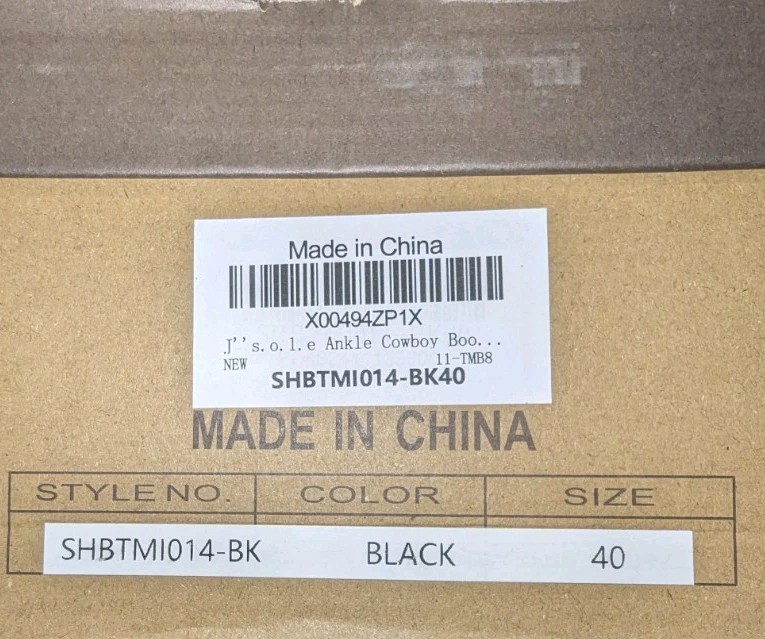 Made in China
X00494ZP1X
J''s.o.l.e Ankle Cowboy Boo...
NEW 11-TMB8
SHBTMI014-BK40
MADE IN CHINA
STYLE NO. COLOR SIZE
SHBTMI014-BK BLACK 40